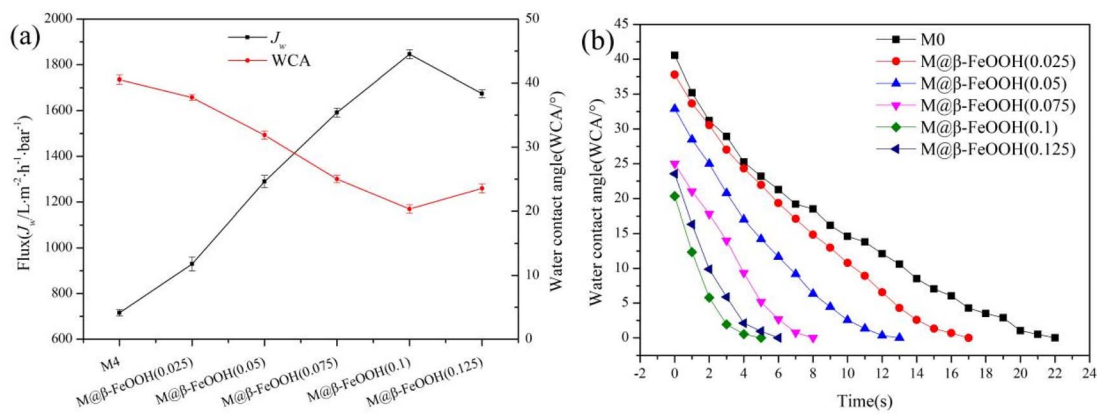 (a)
2000
1800
1600
1400
1200
1000
800
600
Flux(J_w/L·m⁻²·h⁻¹·bar⁻¹)
J_w
WCA
50
40
30
20
10
0
Water contact angle(WCA/°)
M4
M@β-FeOOH(0.025)
M@β-FeOOH(0.05)
M@β-FeOOH(0.075)
M@β-FeOOH(0.1)
M@β-FeOOH(0.125)
(b)
45
40
35
30
25
20
15
10
5
0
Water contact angle(WCA/°)
M0
M@β-FeOOH(0.025)
M@β-FeOOH(0.05)
M@β-FeOOH(0.075)
M@β-FeOOH(0.1)
M@β-FeOOH(0.125)
-2 0 2 4 6 8 10 12 14 16 18 20 22 24
Time(s)